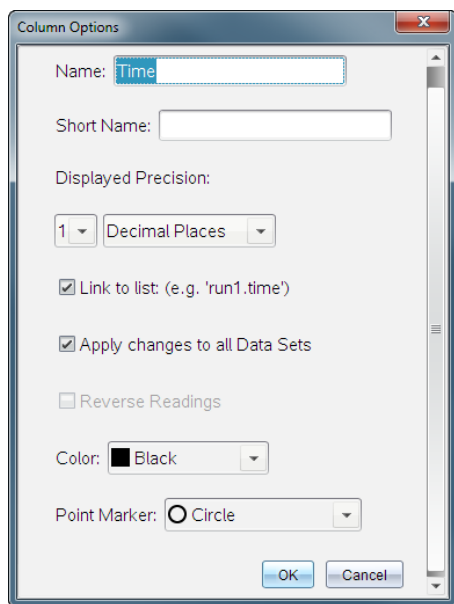 Column Options
Name: Time
Short Name:
Displayed Precision:
1 Decimal Places
Link to list: (e.g. 'run1.time')
Apply changes to all Data Sets
Reverse Readings
Color: Black
Point Marker: Circle
OK Cancel